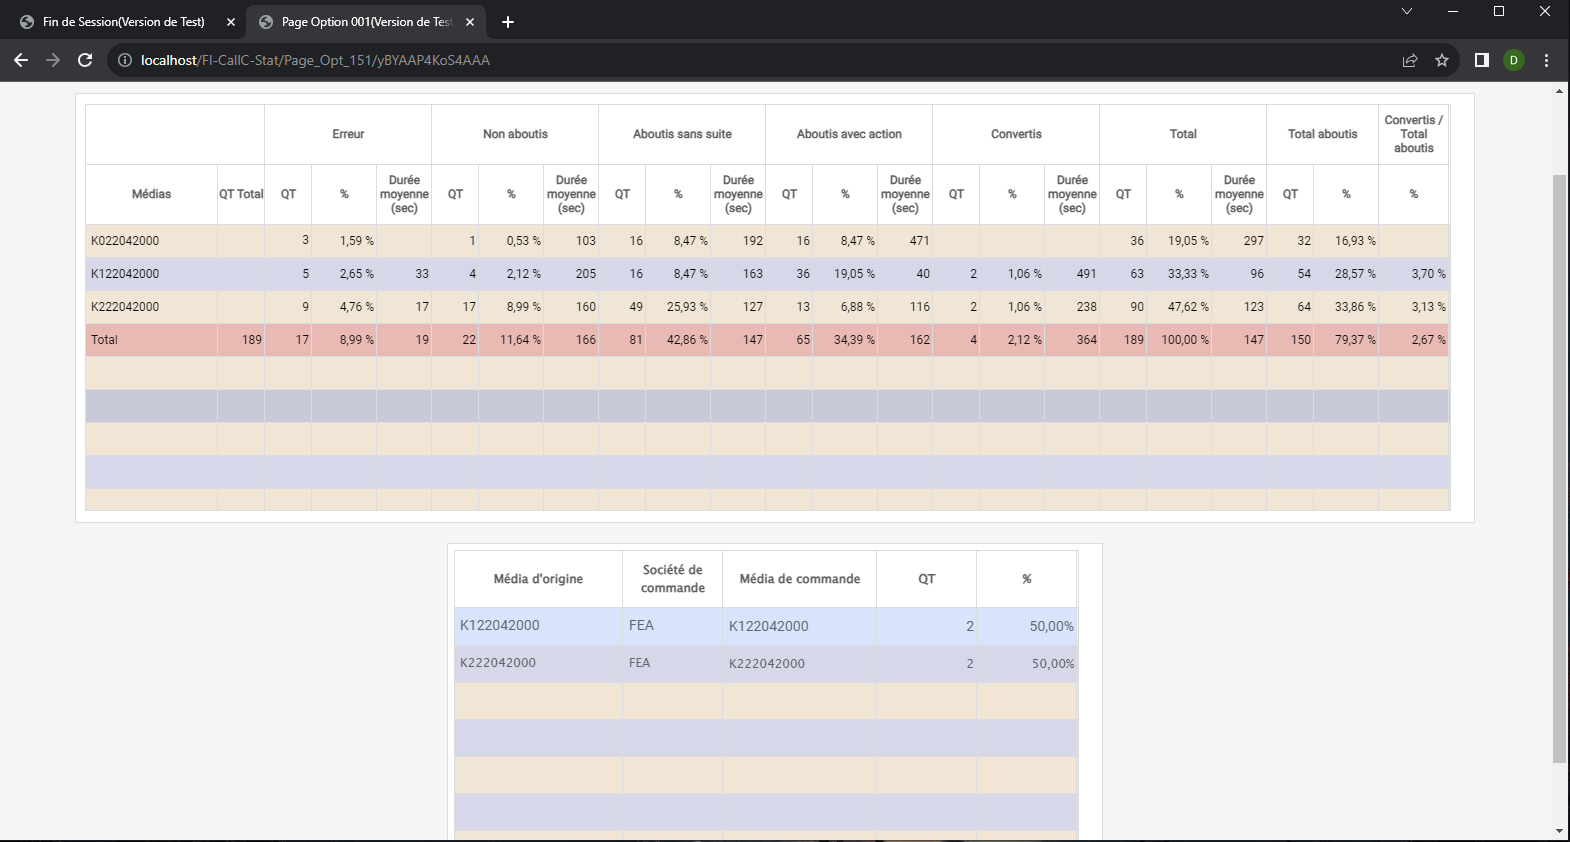 Fin de Session(Version de Test)
Page Option 001(Version de Test
localhost/FI-CallC-Stat/Page_Opt_151/yBYAAP4KoS4AAA
D
Erreur Non aboutis Aboutis sans suite Aboutis avec action Convertis Total Total aboutis Convertis / Total aboutis
Médias QT Total QT % Durée moyenne (sec) QT % Durée moyenne (sec) QT % Durée moyenne (sec) QT % Durée moyenne (sec) QT % Durée moyenne (sec) QT % Durée moyenne (sec) QT % %
K022042000 3 1,59 % 1 0,53 % 103 16 8,47 % 192 16 8,47 % 471 36 19,05 % 297 32 16,93 %
K122042000 5 2,65 % 33 4 2,12 % 205 16 8,47 % 163 36 19,05 % 40 2 1,06 % 491 63 33,33 % 96 54 28,57 % 3,70 %
K222042000 9 4,76 % 17 17 8,99 % 160 49 25,93 % 127 13 6,88 % 116 2 1,06 % 238 90 47,62 % 123 64 33,86 % 3,13 %
Total 189 17 8,99 % 19 22 11,64 % 166 81 42,86 % 147 65 34,39 % 162 4 2,12 % 364 189 100,00 % 147 150 79,37 % 2,67 %
Média d'origine Société de commande Média de commande QT %
K122042000 FEA K122042000 2 50,00%
K222042000 FEA K222042000 2 50,00%